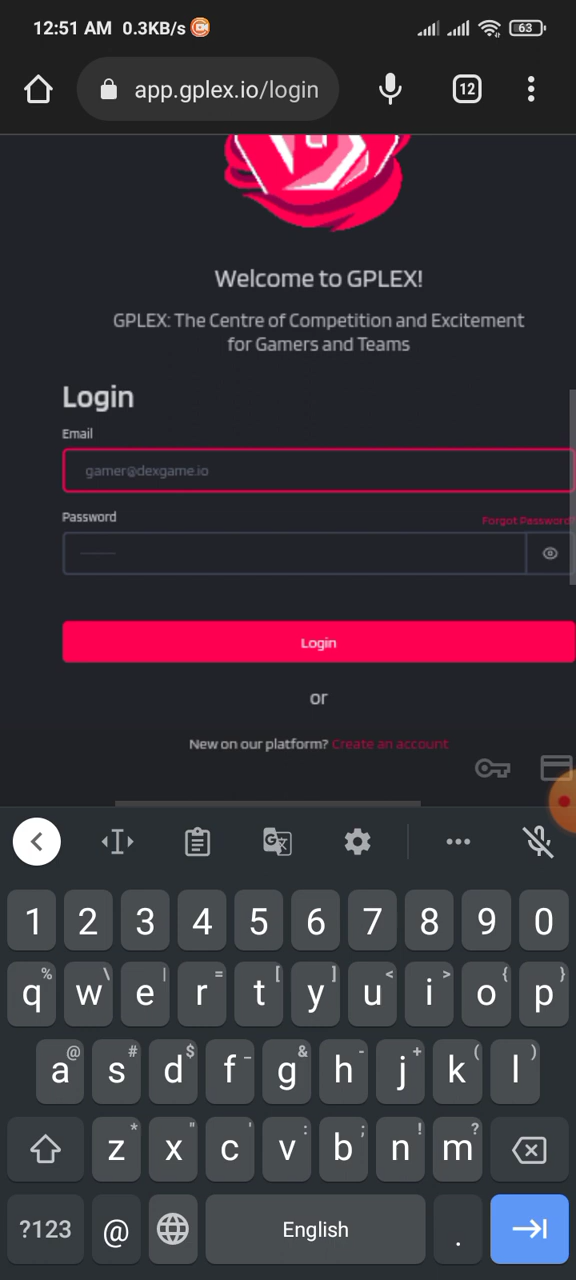 12:51 AM 0.3KB/s 63
app.gplex.io/login 12
Welcome to GPLEX!
GPLEX: The Centre of Competition and Excitement
for Gamers and Teams
Login
Email
gamer@dexgame.io
Password Forgot Password?
Login
or
New on our platform? Create an account
1 2 3 4 5 6 7 8 9 0
% \ | = [ ] < > { }
q w e r t y u i o p
@ # $ _ & - + ( )
a s d f g h j k l
* " ' : ; ! ?
z x c v b n m
?123 @ English .